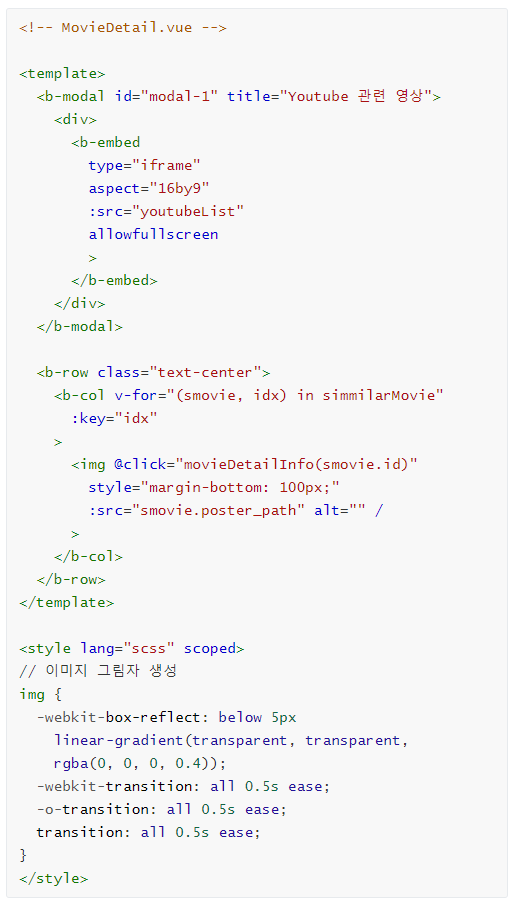 <!-- MovieDetail.vue -->

<template>
  <b-modal id="modal-1" title="Youtube 관련 영상">
    <div>
      <b-embed
        type="iframe"
        aspect="16by9"
        :src="youtubeList"
        allowfullscreen
        >
      </b-embed>
    </div>
  </b-modal>

  <b-row class="text-center">
    <b-col v-for="(smovie, idx) in simmilarMovie"
      :key="idx"
    >
      <img @click="movieDetailInfo(smovie.id)"
        style="margin-bottom: 100px;"
        :src="smovie.poster_path" alt="" /
      >
    </b-col>
  </b-row>
</template>

<style lang="scss" scoped>
// 이미지 그림자 생성
img {
  -webkit-box-reflect: below 5px
    linear-gradient(transparent, transparent,
    rgba(0, 0, 0, 0.4));
  -webkit-transition: all 0.5s ease;
  -o-transition: all 0.5s ease;
  transition: all 0.5s ease;
}
</style>